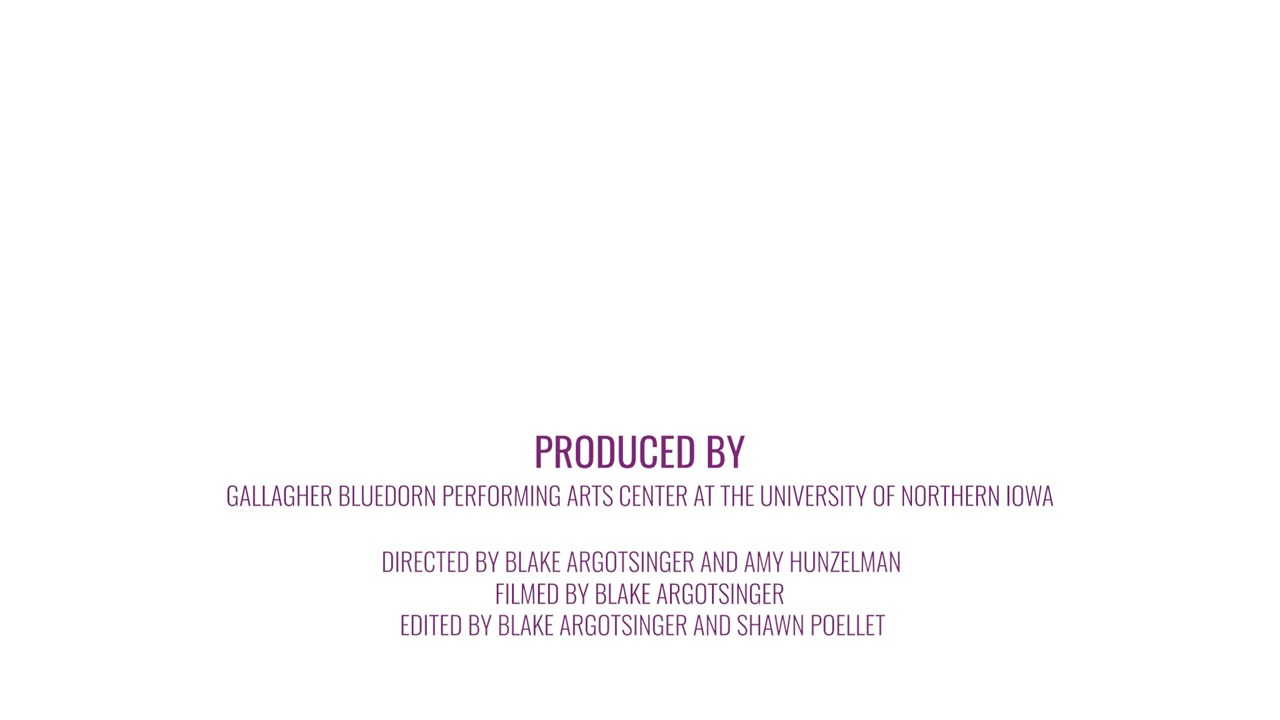 PRODUCED BY
GALLAGHER BLUEDORN PERFORMING ARTS CENTER AT THE UNIVERSITY OF NORTHERN IOWA
DIRECTED BY BLAKE ARGOTSINGER AND AMY HUNZELMAN
FILMED BY BLAKE ARGOTSINGER
EDITED BY BLAKE ARGOTSINGER AND SHAWN POELLET